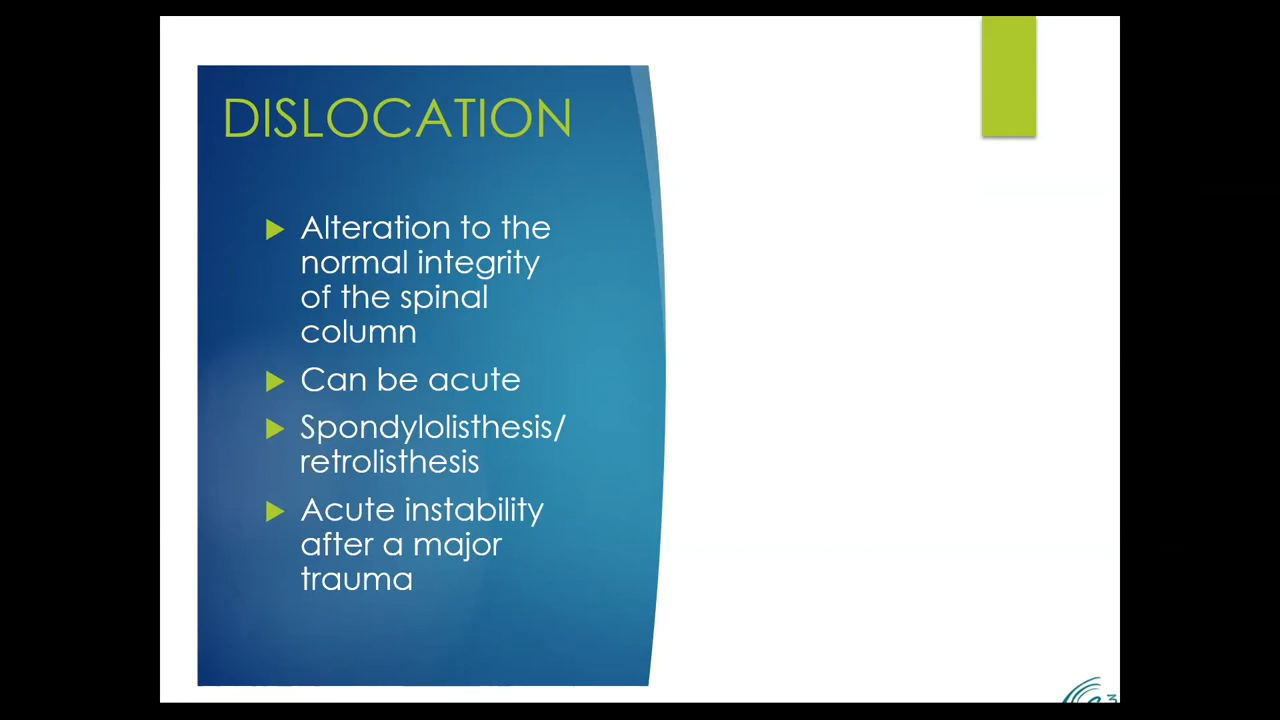 DISLOCATION
Alteration to the
normal integrity
of the spinal
column
Can be acute
Spondylolisthesis/
retrolisthesis
Acute instability
after a major
trauma
3